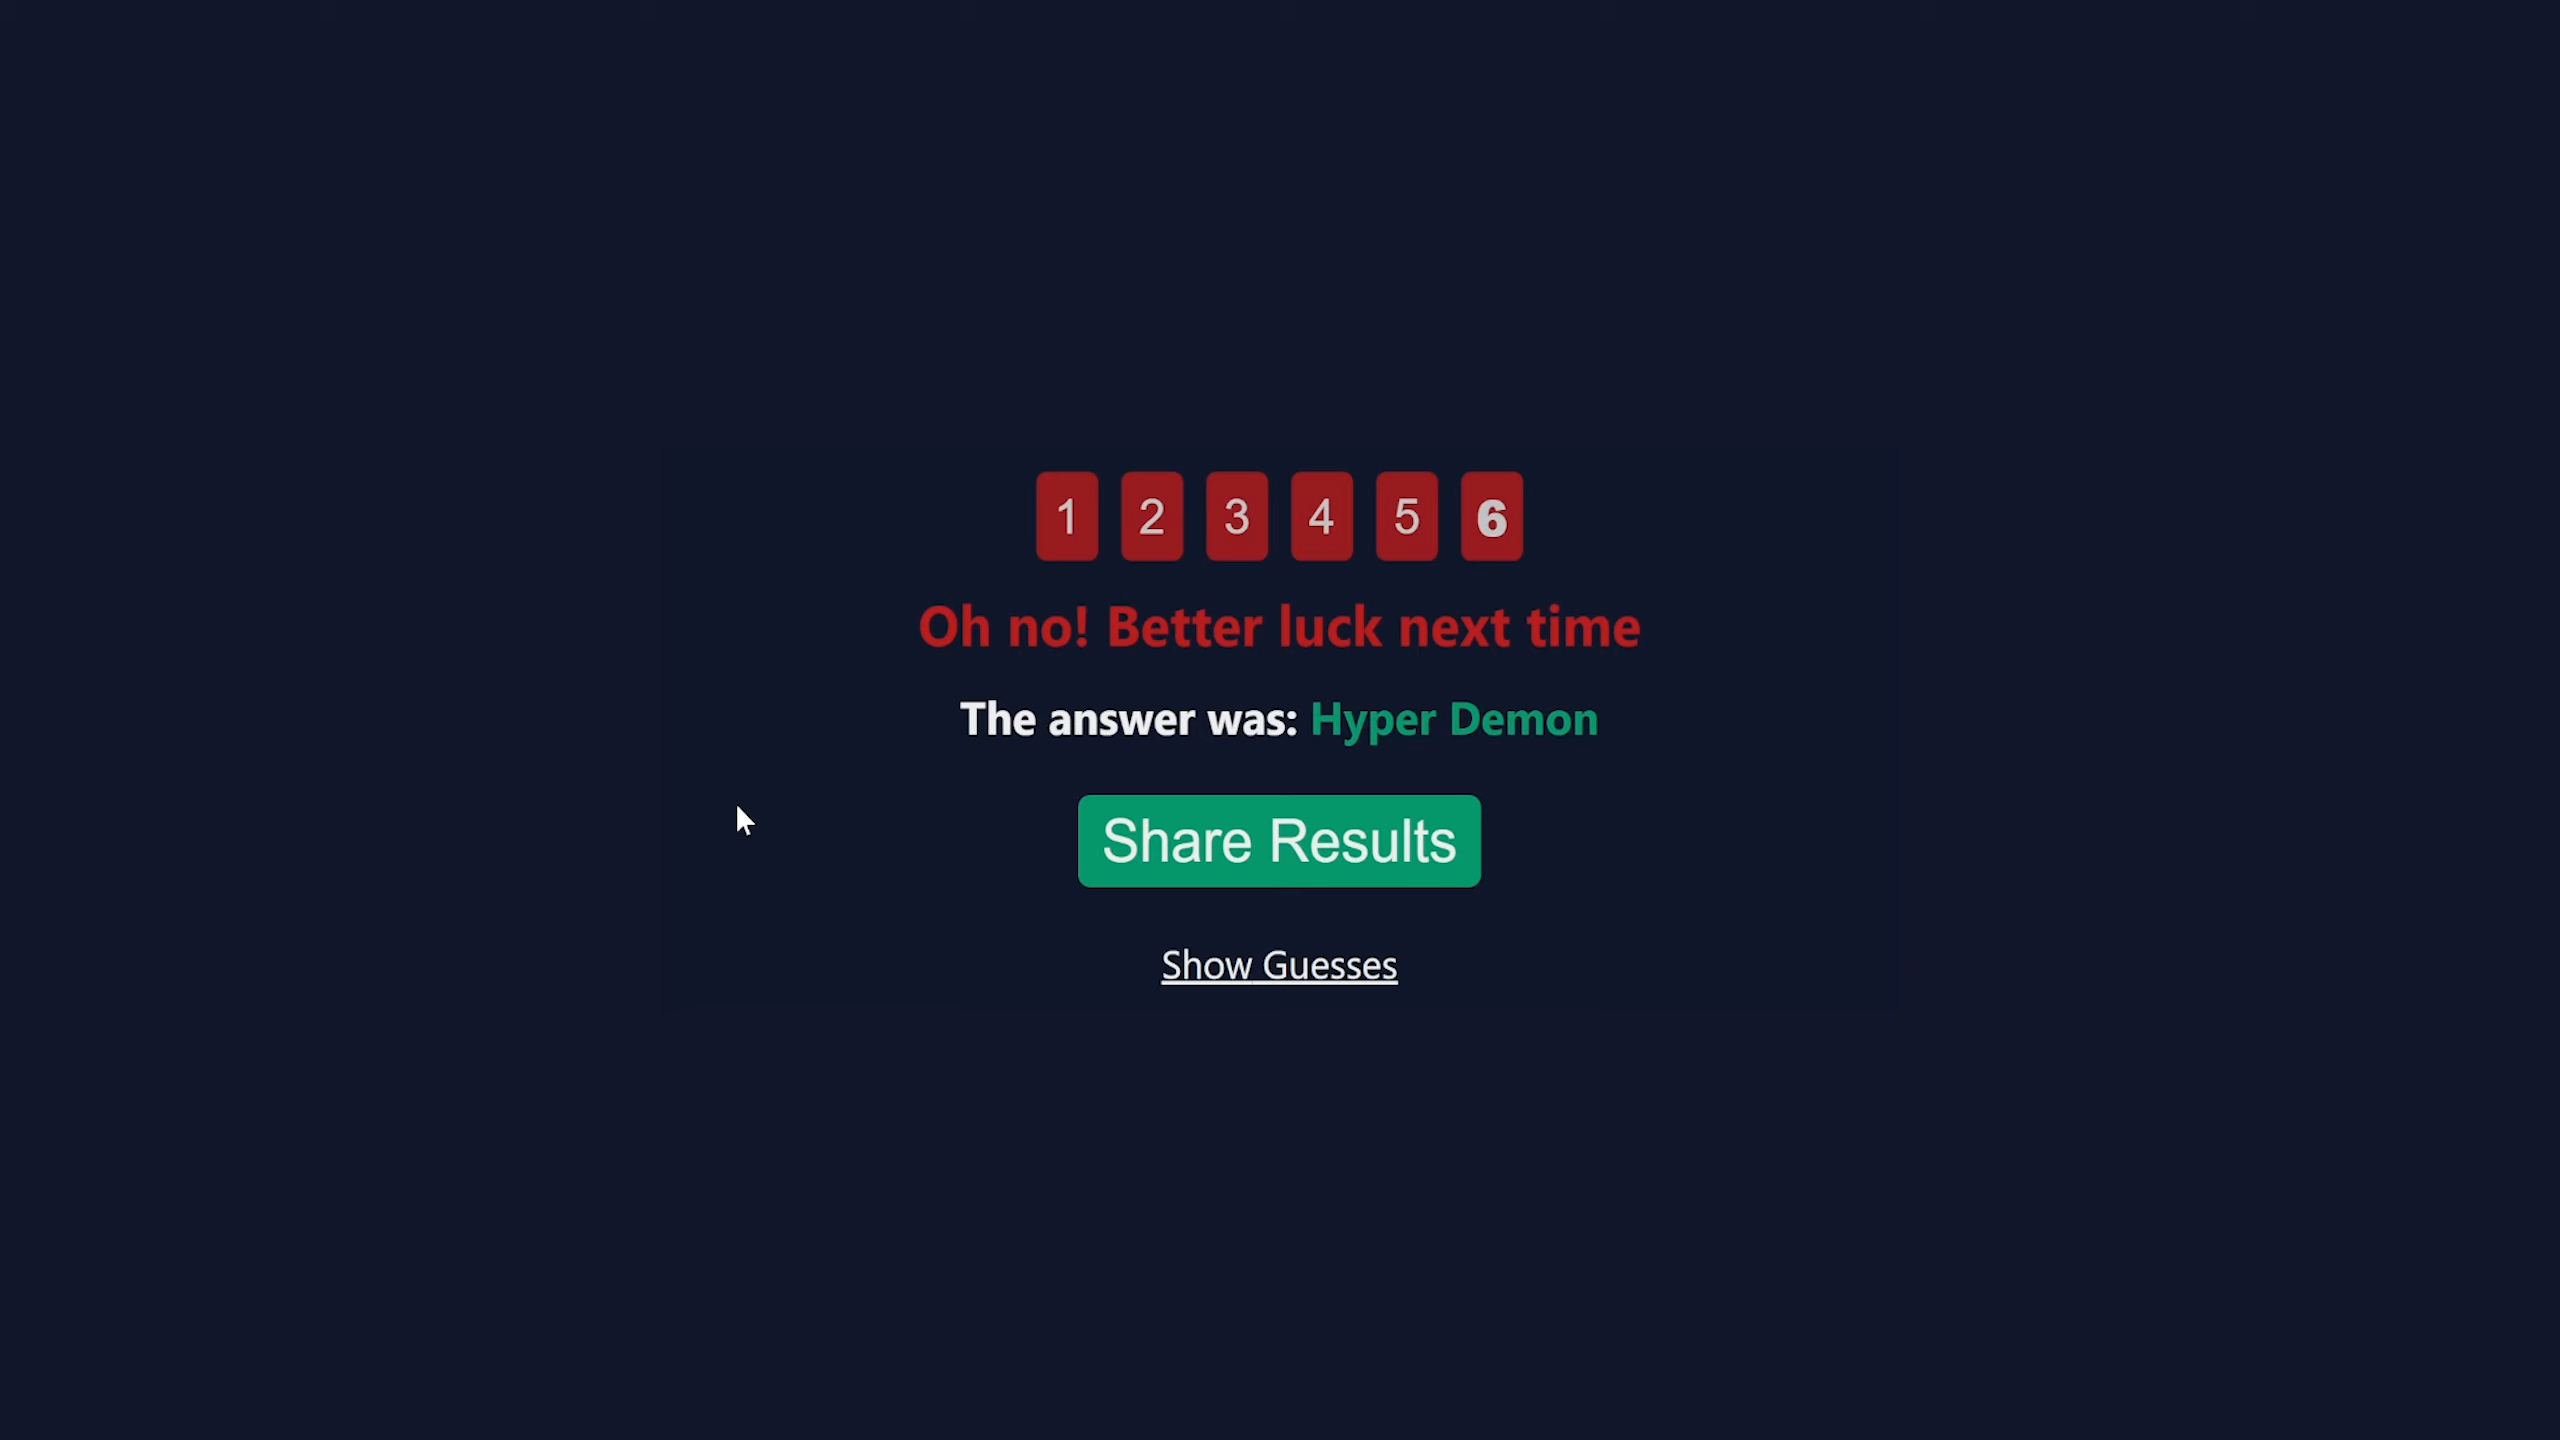 1 2 3 4 5 6
Oh no! Better luck next time
The answer was: Hyper Demon
Share Results
Show Guesses